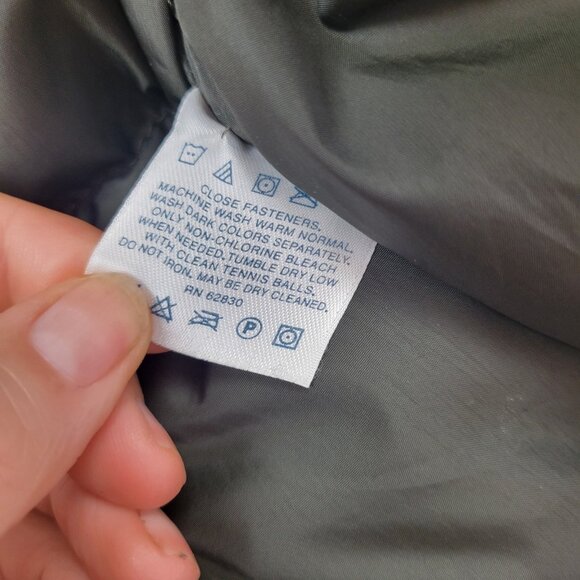 CLOSE FASTENERS.
MACHINE WASH WARM NORMAL.
WASH DARK COLORS SEPARATELY.
ONLY NON-CHLORINE BLEACH
WHEN NEEDED. TUMBLE DRY LOW
WITH CLEAN TENNIS BALLS.
DO NOT IRON. MAY BE DRY CLEANED.
RN 62830
P